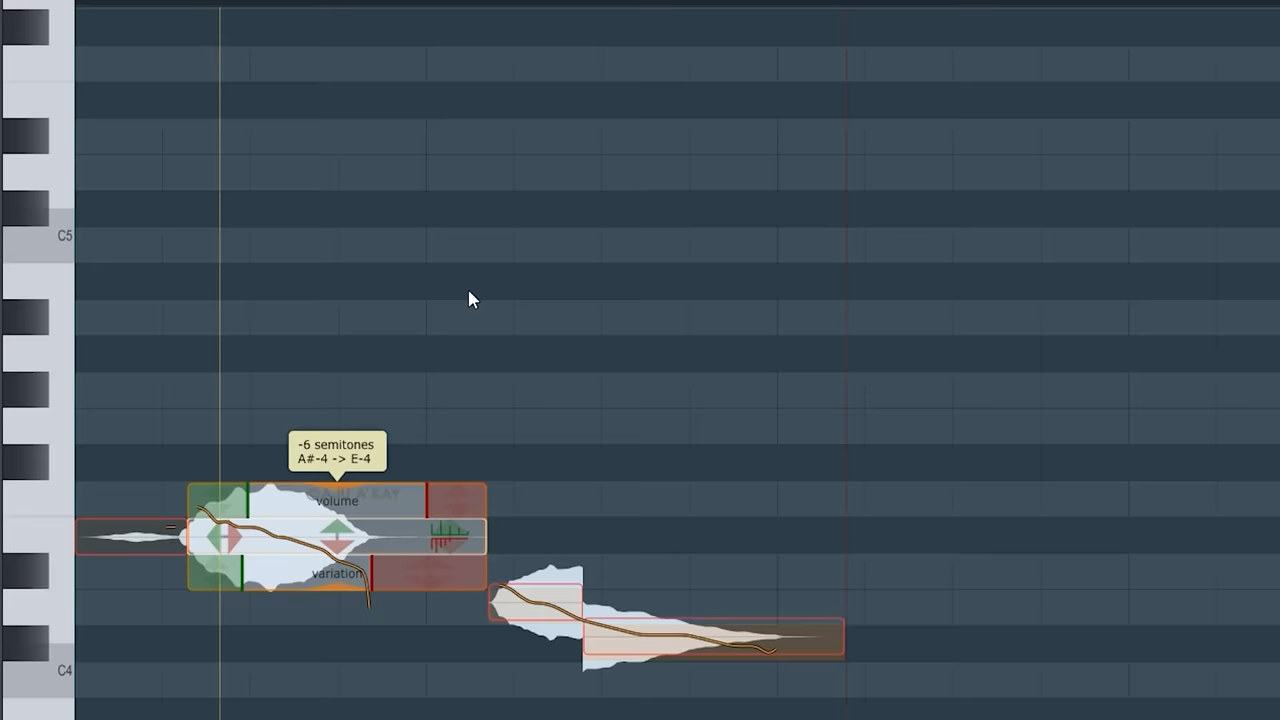 C5
-6 semitones
A#-4 -> E-4
volume
variation
C4